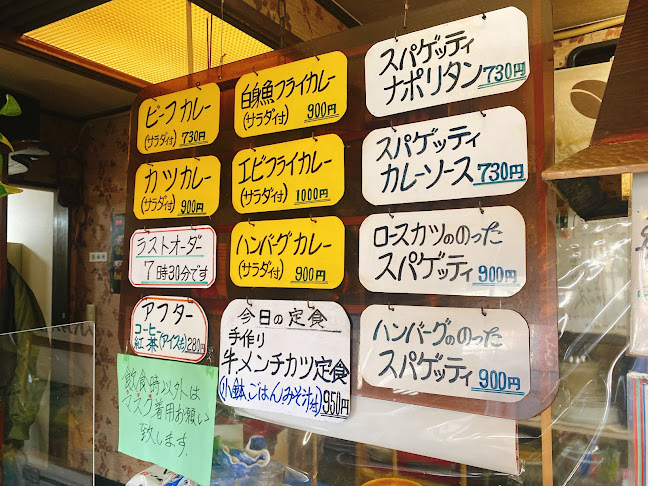 ビーフカレー
(サラダ付)730円
カツカレー
(サラダ付)900円
ラストオーダー
7時30分です
アフター
コーヒー
紅茶(アイス付)280円
飲食時以外は
マスク着用お願い
致します.
白身魚フライカレー
(サラダ付)900円
エビフライカレー
(サラダ付)1000円
ハンバーグカレー
(サラダ付)900円
今日の定食
手作り
牛メンチカツ定食
(小鉢ごはんみそ汁付)950円
スパゲッティ
ナポリタン730円
スパゲッティ
カレーソース730円
ロースカツののった
スパゲッティ900円
ハンバーグののった
スパゲッティ900円